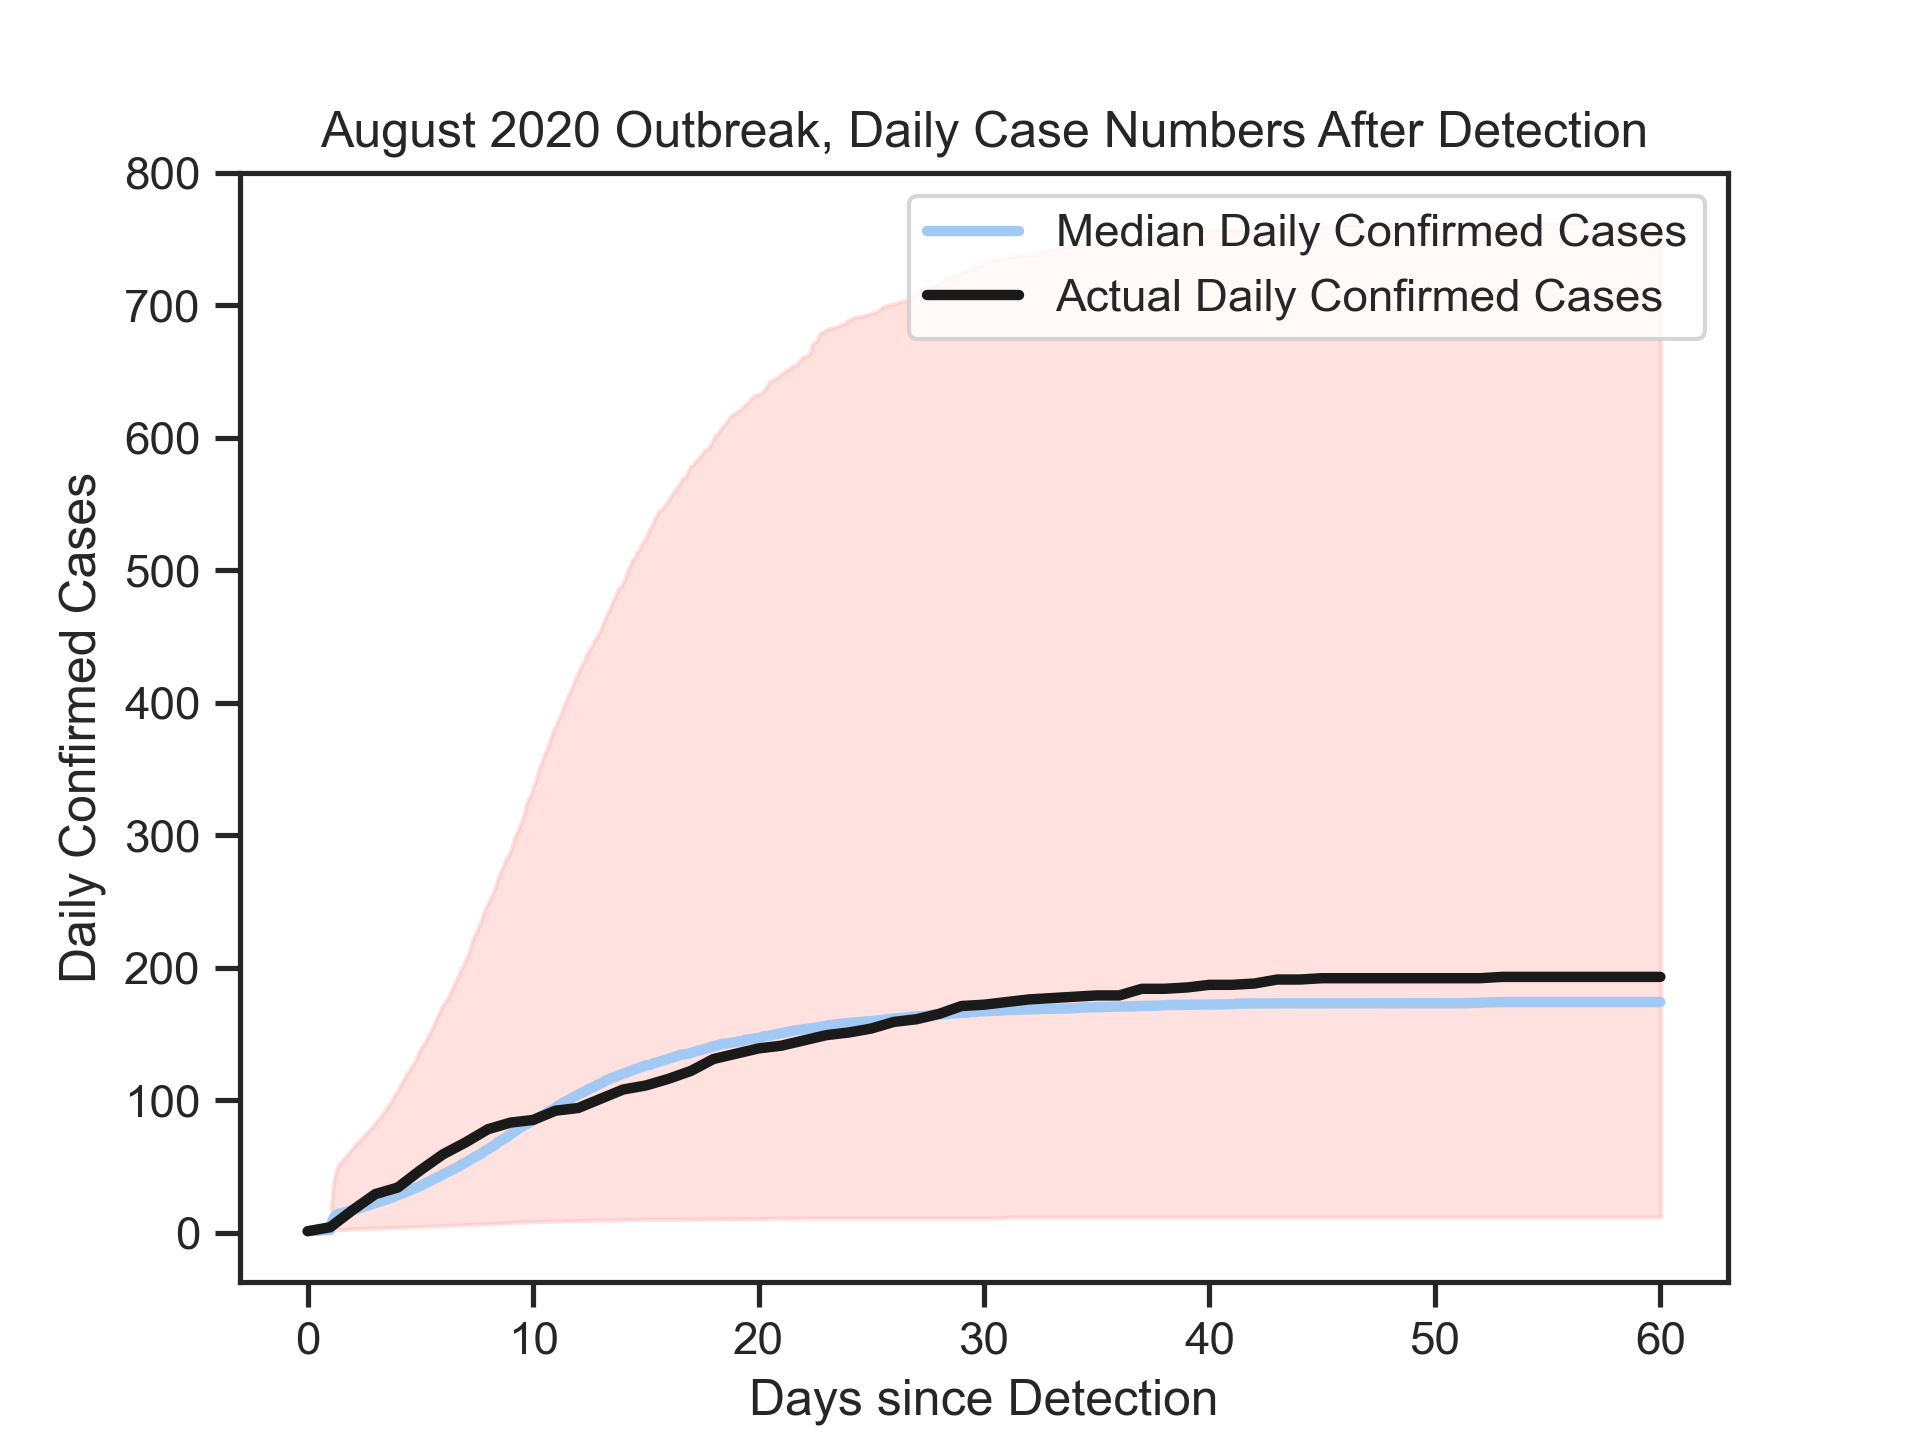 August 2020 Outbreak, Daily Case Numbers After Detection
800
700
600
500
400
300
200
100
0
Daily Confirmed Cases
Median Daily Confirmed Cases
Actual Daily Confirmed Cases
0 10 20 30 40 50 60
Days since Detection